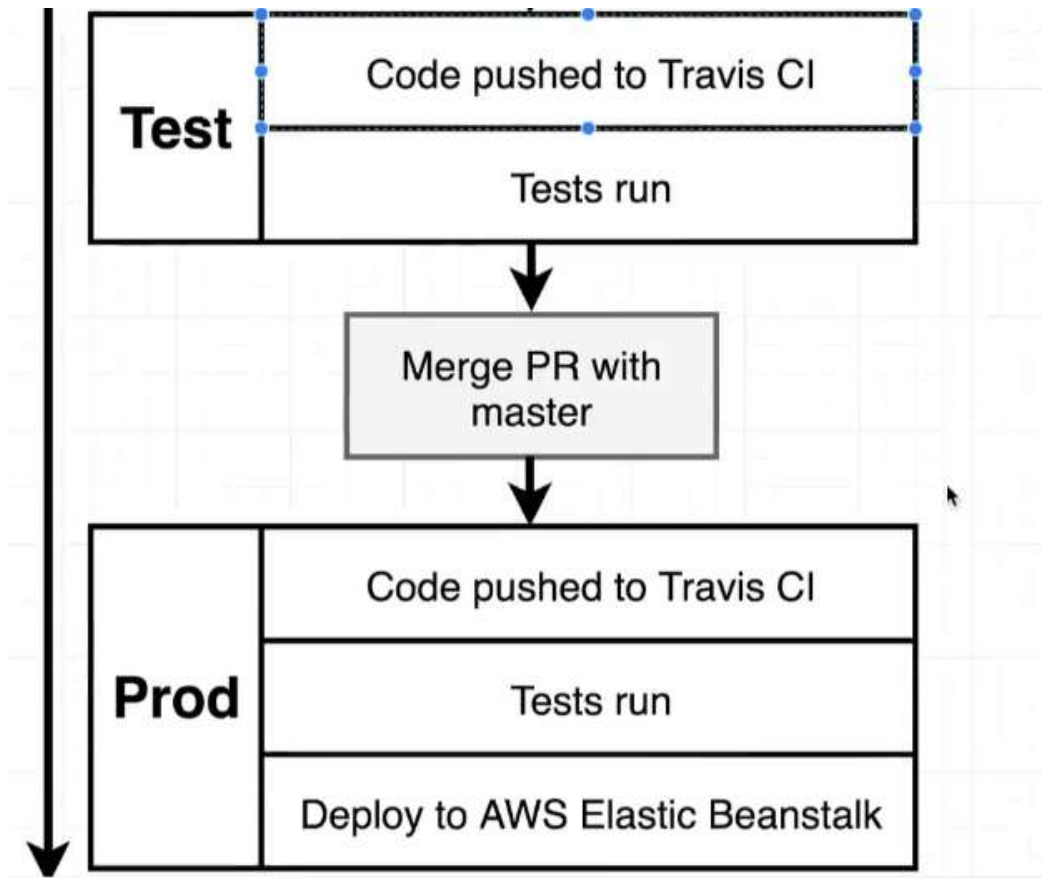 Test
Code pushed to Travis CI
Tests run
Merge PR with
master
Prod
Code pushed to Travis CI
Tests run
Deploy to AWS Elastic Beanstalk